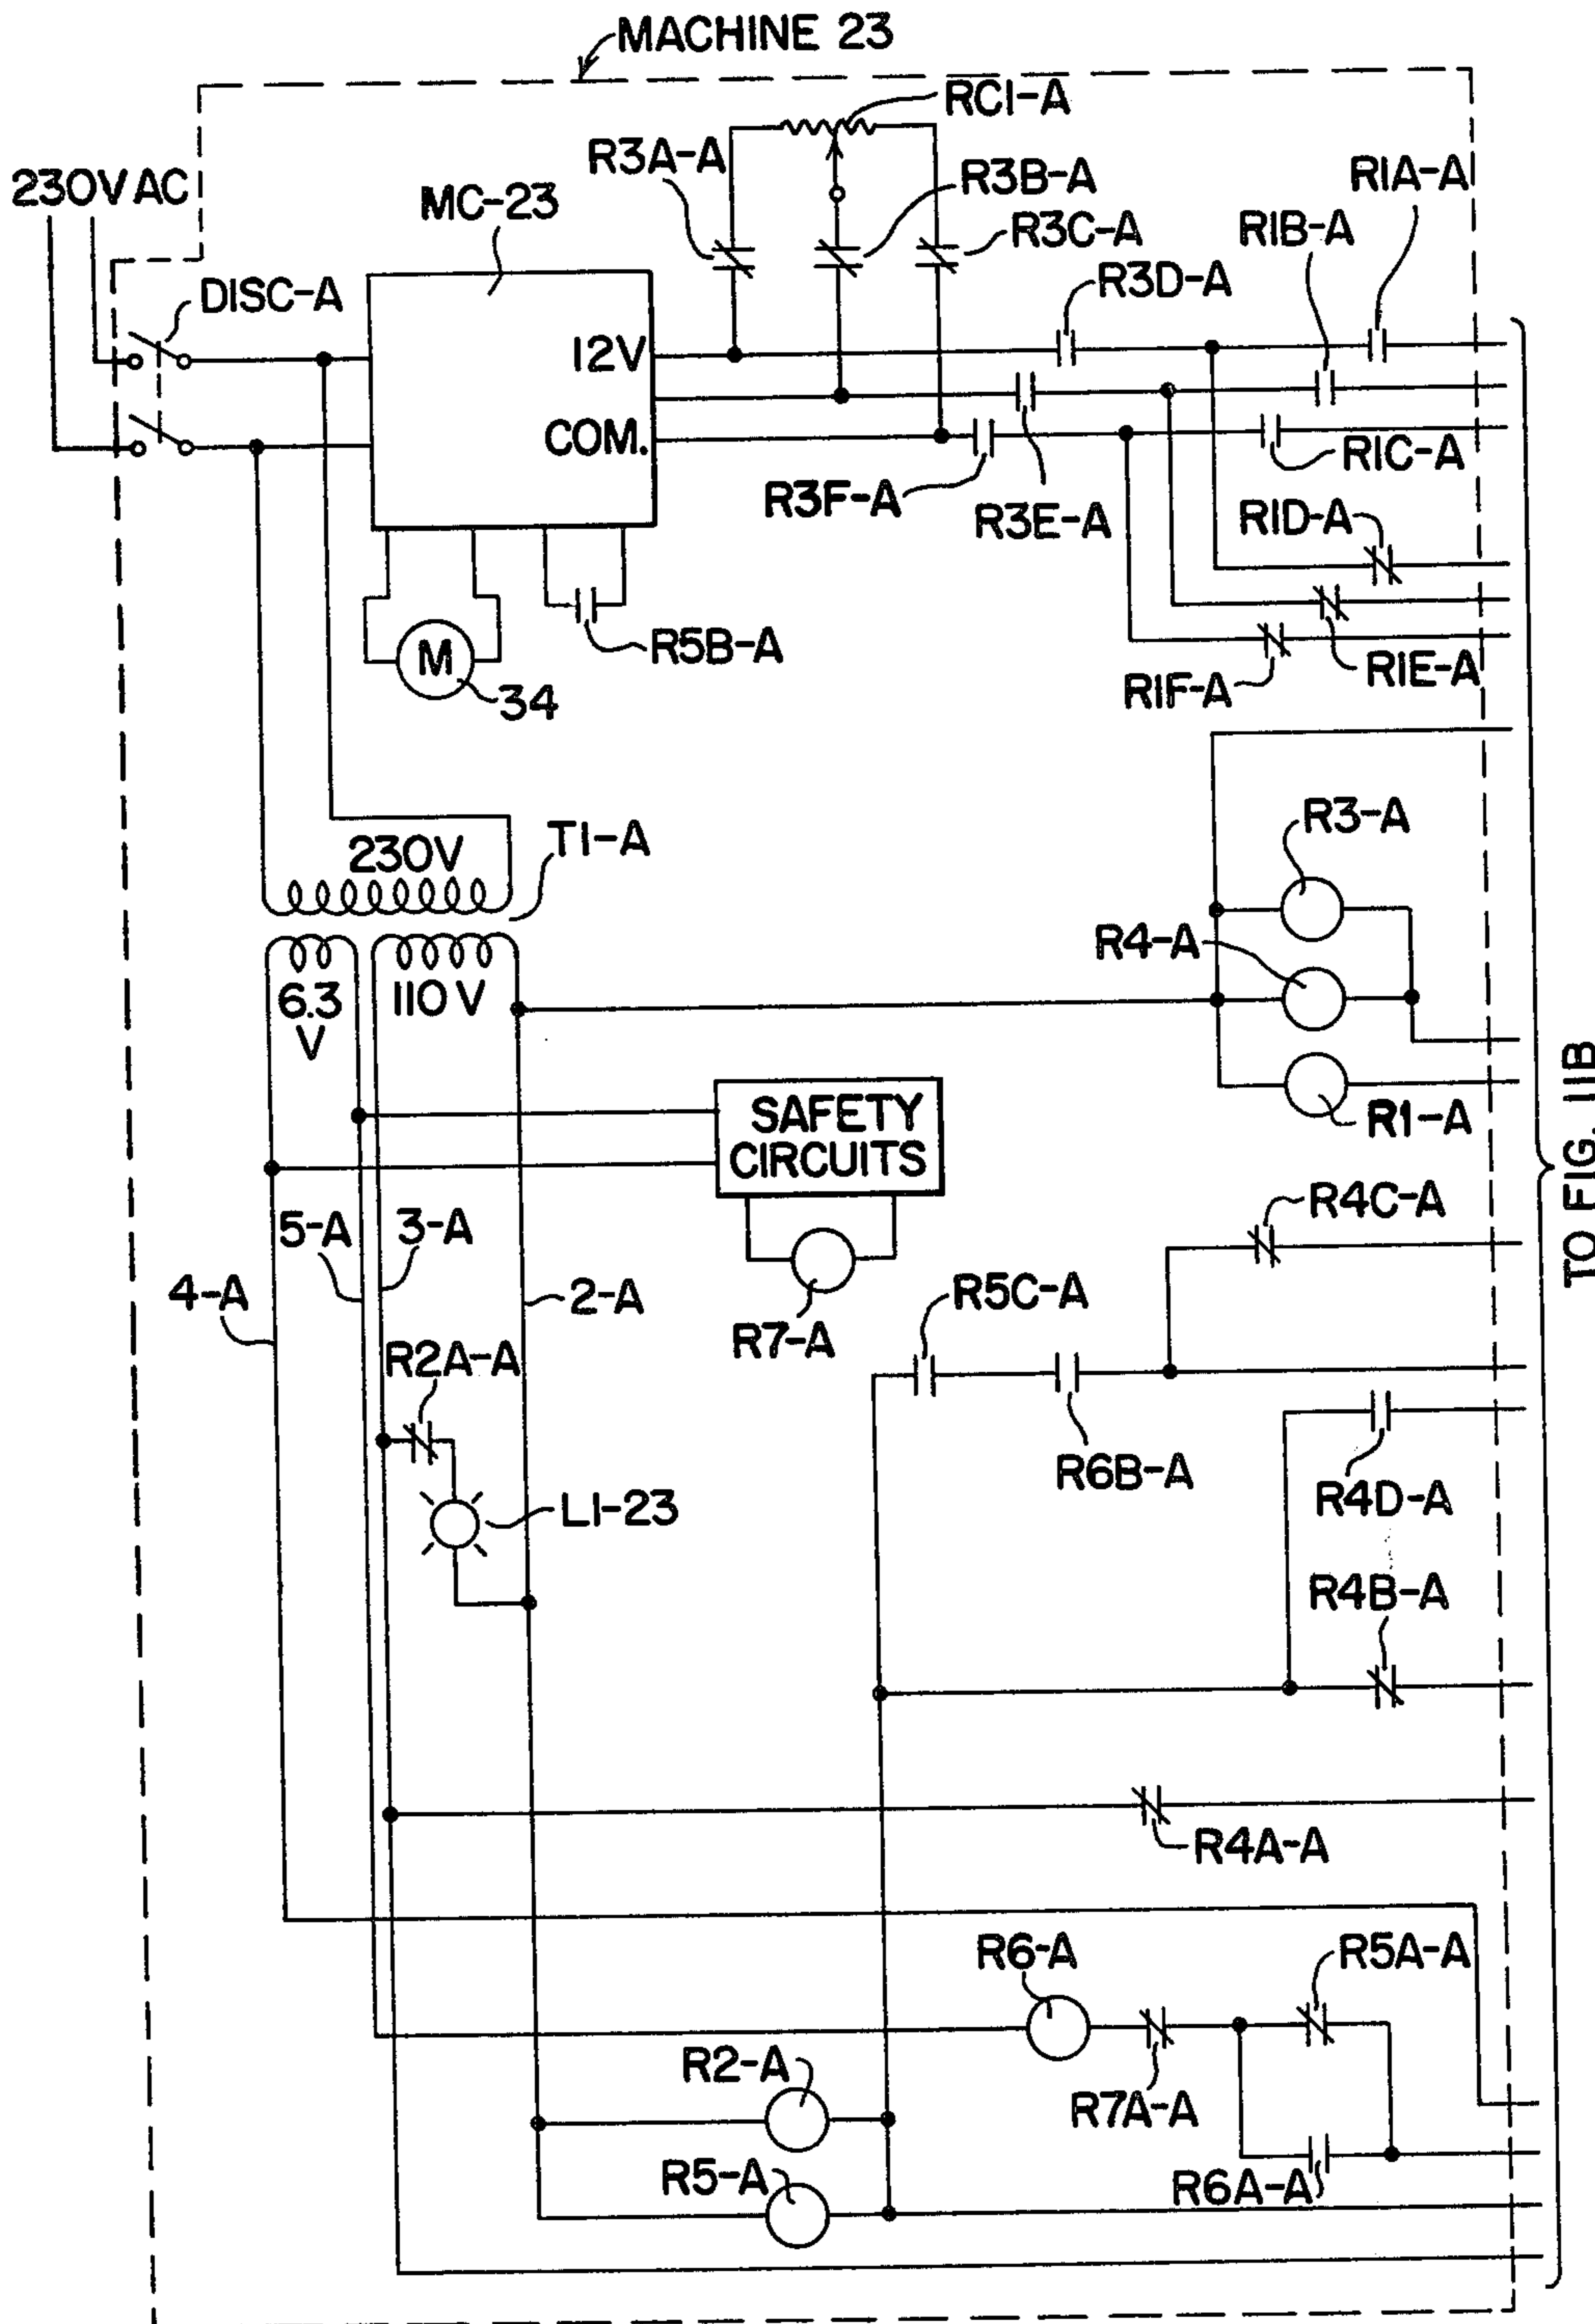 MACHINE 23
RC1-A
R3A-A
230V AC
MC-23
R3B-A
R1A-A
R1B-A
R3C-A
DISC-A
R3D-A
12V
COM.
R1C-A
R3F-A
R3E-A
R1D-A
R5B-A
M
34
R1F-A
R1E-A
R3-A
T1-A
230V
R4-A
6.3
V
110 V
R1-A
SAFETY
CIRCUITS
TO FIG. 11B
R4C-A
5-A
3-A
4-A
2-A
R5C-A
R7-A
R2A-A
R6B-A
R4D-A
L1-23
R4B-A
R4A-A
R6-A
R5A-A
R2-A
R7A-A
R5-A
R6A-A